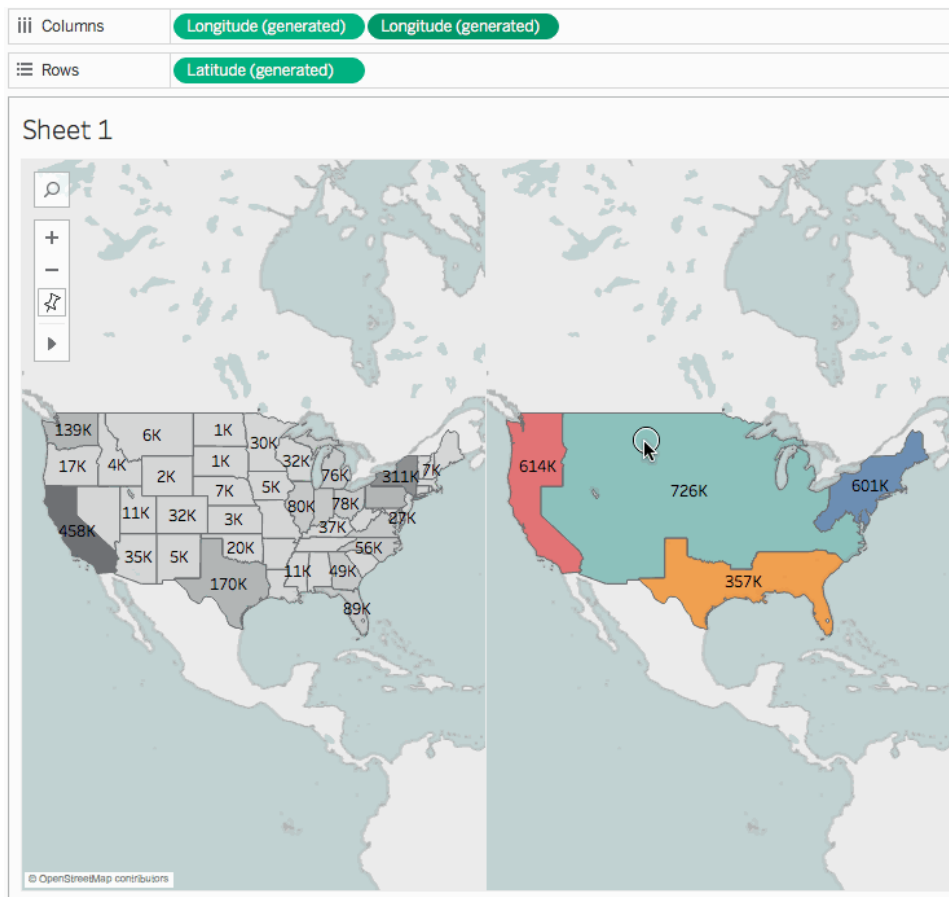 Columns Longitude (generated) Longitude (generated)
Rows Latitude (generated)
Sheet 1
139K 6K 1K 30K
17K 4K 2K 1K 32K 76K 311K 7K
614K 726K 601K
11K 32K 7K 5K 80K 78K 27K
458K 3K 37K
35K 5K 20K 11K 49K 56K
170K 357K
89K
© OpenStreetMap contributors